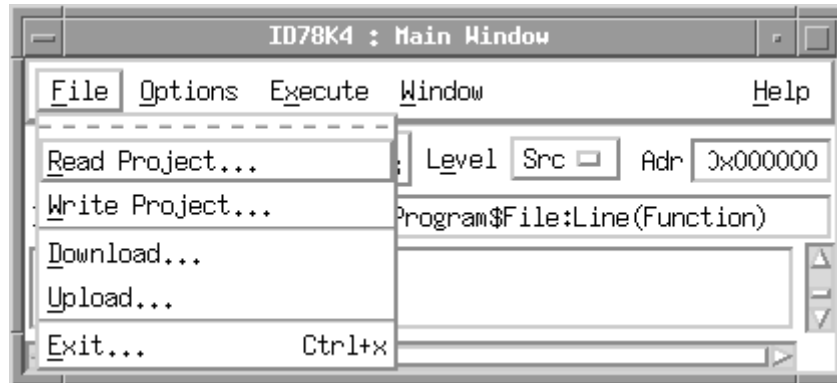 ID78K4 : Main Window
File Options Execute Window Help
Read Project...
Level Src Adr 0x000000
Write Project...
Program$File:Line(Function)
Download...
Upload...
Exit... Ctrl+x